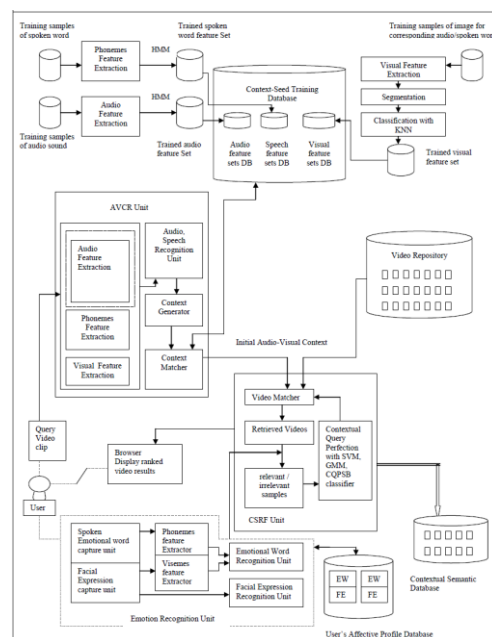 Training samples
of spoken word
Phonemes
Feature
Extraction
HMM
Trained spoken
word feature Set
Training samples of image for
corresponding audio/spoken word
Visual Feature
Extraction
Segmentation
Classification with
KNN
Trained visual
feature set
Context-Seed Training
Database
Audio
feature
sets DB
Speech
feature
sets DB
Visual
feature
sets DB
Audio
Feature
Extraction
HMM
Training samples
of audio sound
Trained audio
feature Set
AVCR Unit
Audio
Feature
Extraction
Audio,
Speech
Recognition
Unit
Phonemes
Feature
Extraction
Context
Generator
Visual Feature
Extraction
Context
Matcher
Video Repository
Initial Audio-Visual Context
Video Matcher
Retrieved Videos
relevant /
irrelevant
samples
Contextual
Query
Perfection
with SVM,
GMM,
CQPSB
classifier
CSRF Unit
Query
Video
clip
Browser
Display ranked
video results
User
Spoken
Emotional word
capture unit
Phonemes
feature
Extractor
Visemes
feature
Extractor
Emotional Word
Recognition Unit
Facial
Expression
capture unit
Facial Expression
Recognition Unit
Emotion Recognition Unit
EW
EW
FE
FE
User's Affective Profile Database
Contextual Semantic
Database